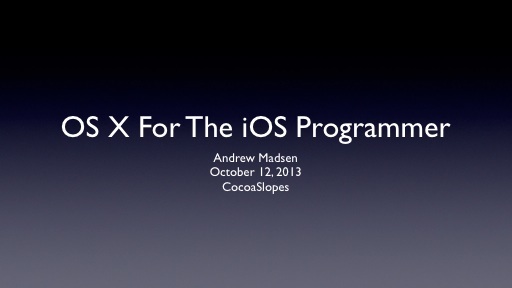 OS X For The iOS Programmer
Andrew Madsen
October 12, 2013
CocoaSlopes